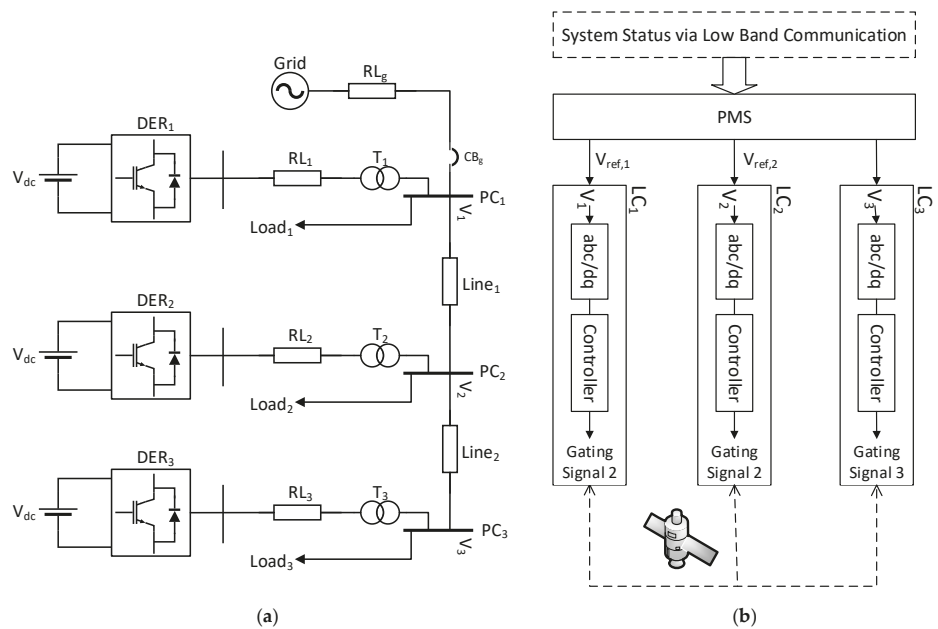 Grid
RLg
DER1
Vdc
RL1
T1
CBg
PC1
V1
Load1
Line1
DER2
Vdc
RL2
T2
PC2
V2
Load2
Line2
DER3
Vdc
RL3
T3
PC3
V3
Load3
(a)
System Status via Low Band Communication
PMS
Vref,1
Vref,2
V1
LC1
abc/dq
Controller
Gating
Signal 2
V2
LC2
abc/dq
Controller
Gating
Signal 2
V3
LC3
abc/dq
Controller
Gating
Signal 3
(b)